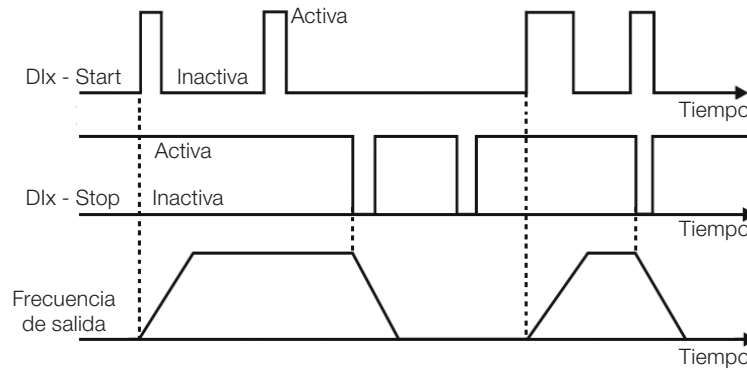 Activa
DIx - Start
Inactiva
Tiempo
Activa
DIx - Stop
Inactiva
Tiempo
Frecuencia
de salida
Tiempo